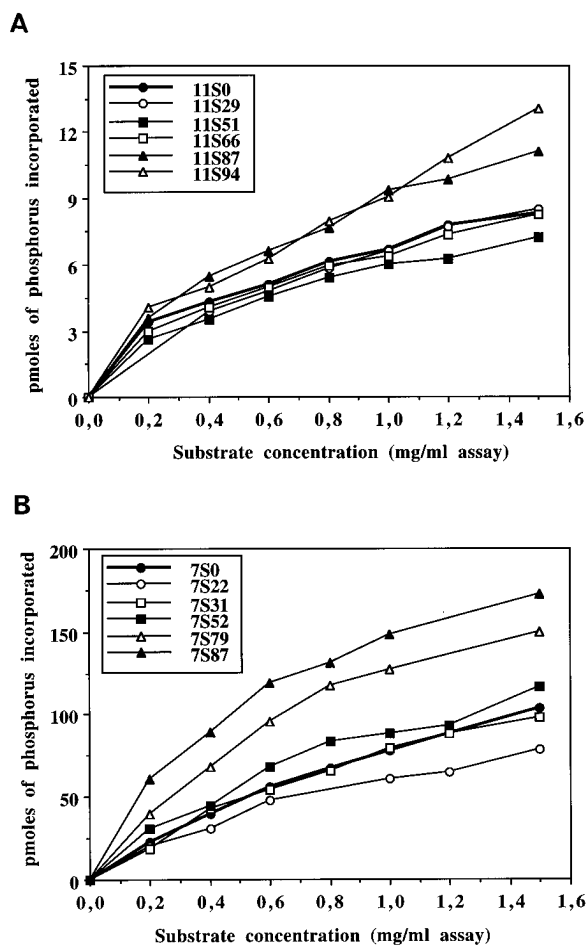 A
pmoles of phosphorus incorporated
15
12
9
6
3
0
11S0
11S29
11S51
11S66
11S87
11S94
0,0 0,2 0,4 0,6 0,8 1,0 1,2 1,4 1,6
Substrate concentration (mg/ml assay)
B
pmoles of phosphorus incorporated
200
150
100
50
0
7S0
7S22
7S31
7S52
7S79
7S87
0,0 0,2 0,4 0,6 0,8 1,0 1,2 1,4 1,6
Substrate concentration (mg/ml assay)